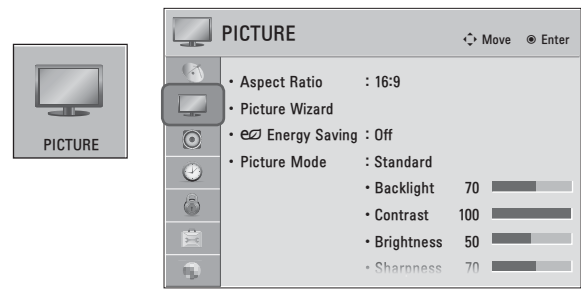 PICTURE
PICTURE
Move Enter
• Aspect Ratio : 16:9
• Picture Wizard
• Energy Saving : Off
• Picture Mode : Standard
• Backlight 70
• Contrast 100
• Brightness 50
• Sharpness 70